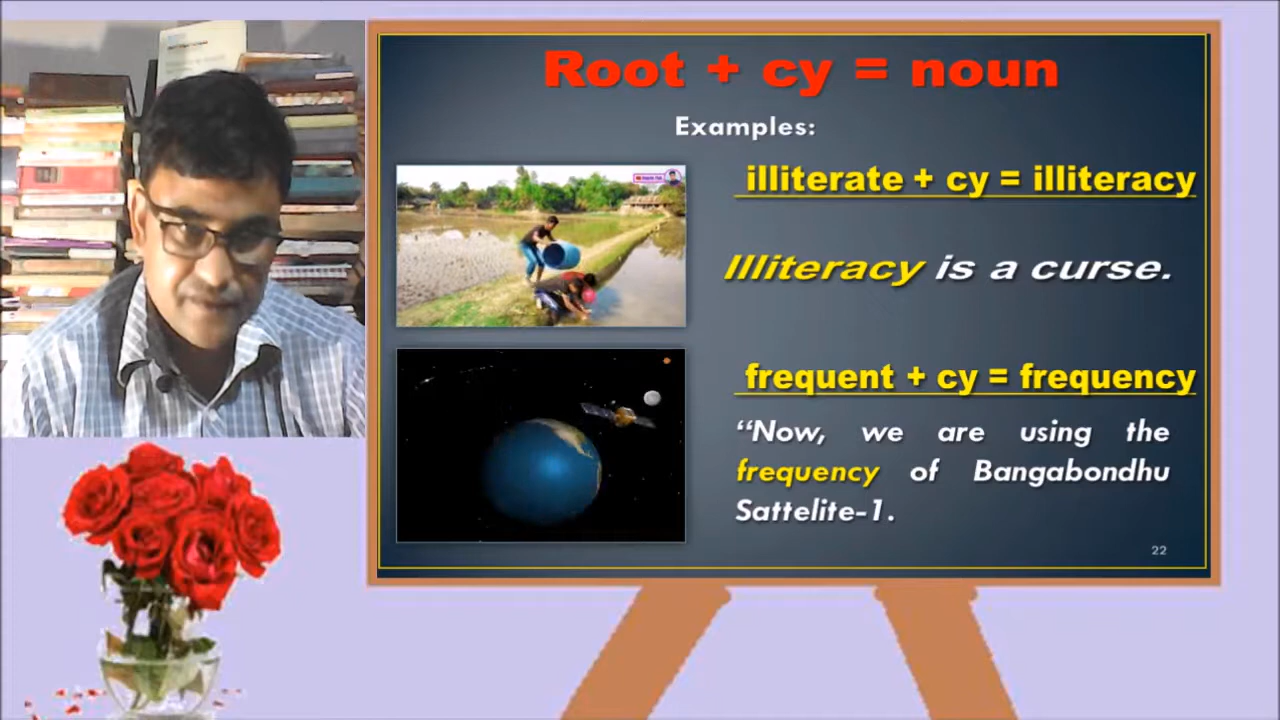 Root + cy = noun
Examples:
illiterate + cy = illiteracy
Illiteracy is a curse.
frequent + cy = frequency
“Now, we are using the
frequency of Bangabondhu
Sattelite-1.
22